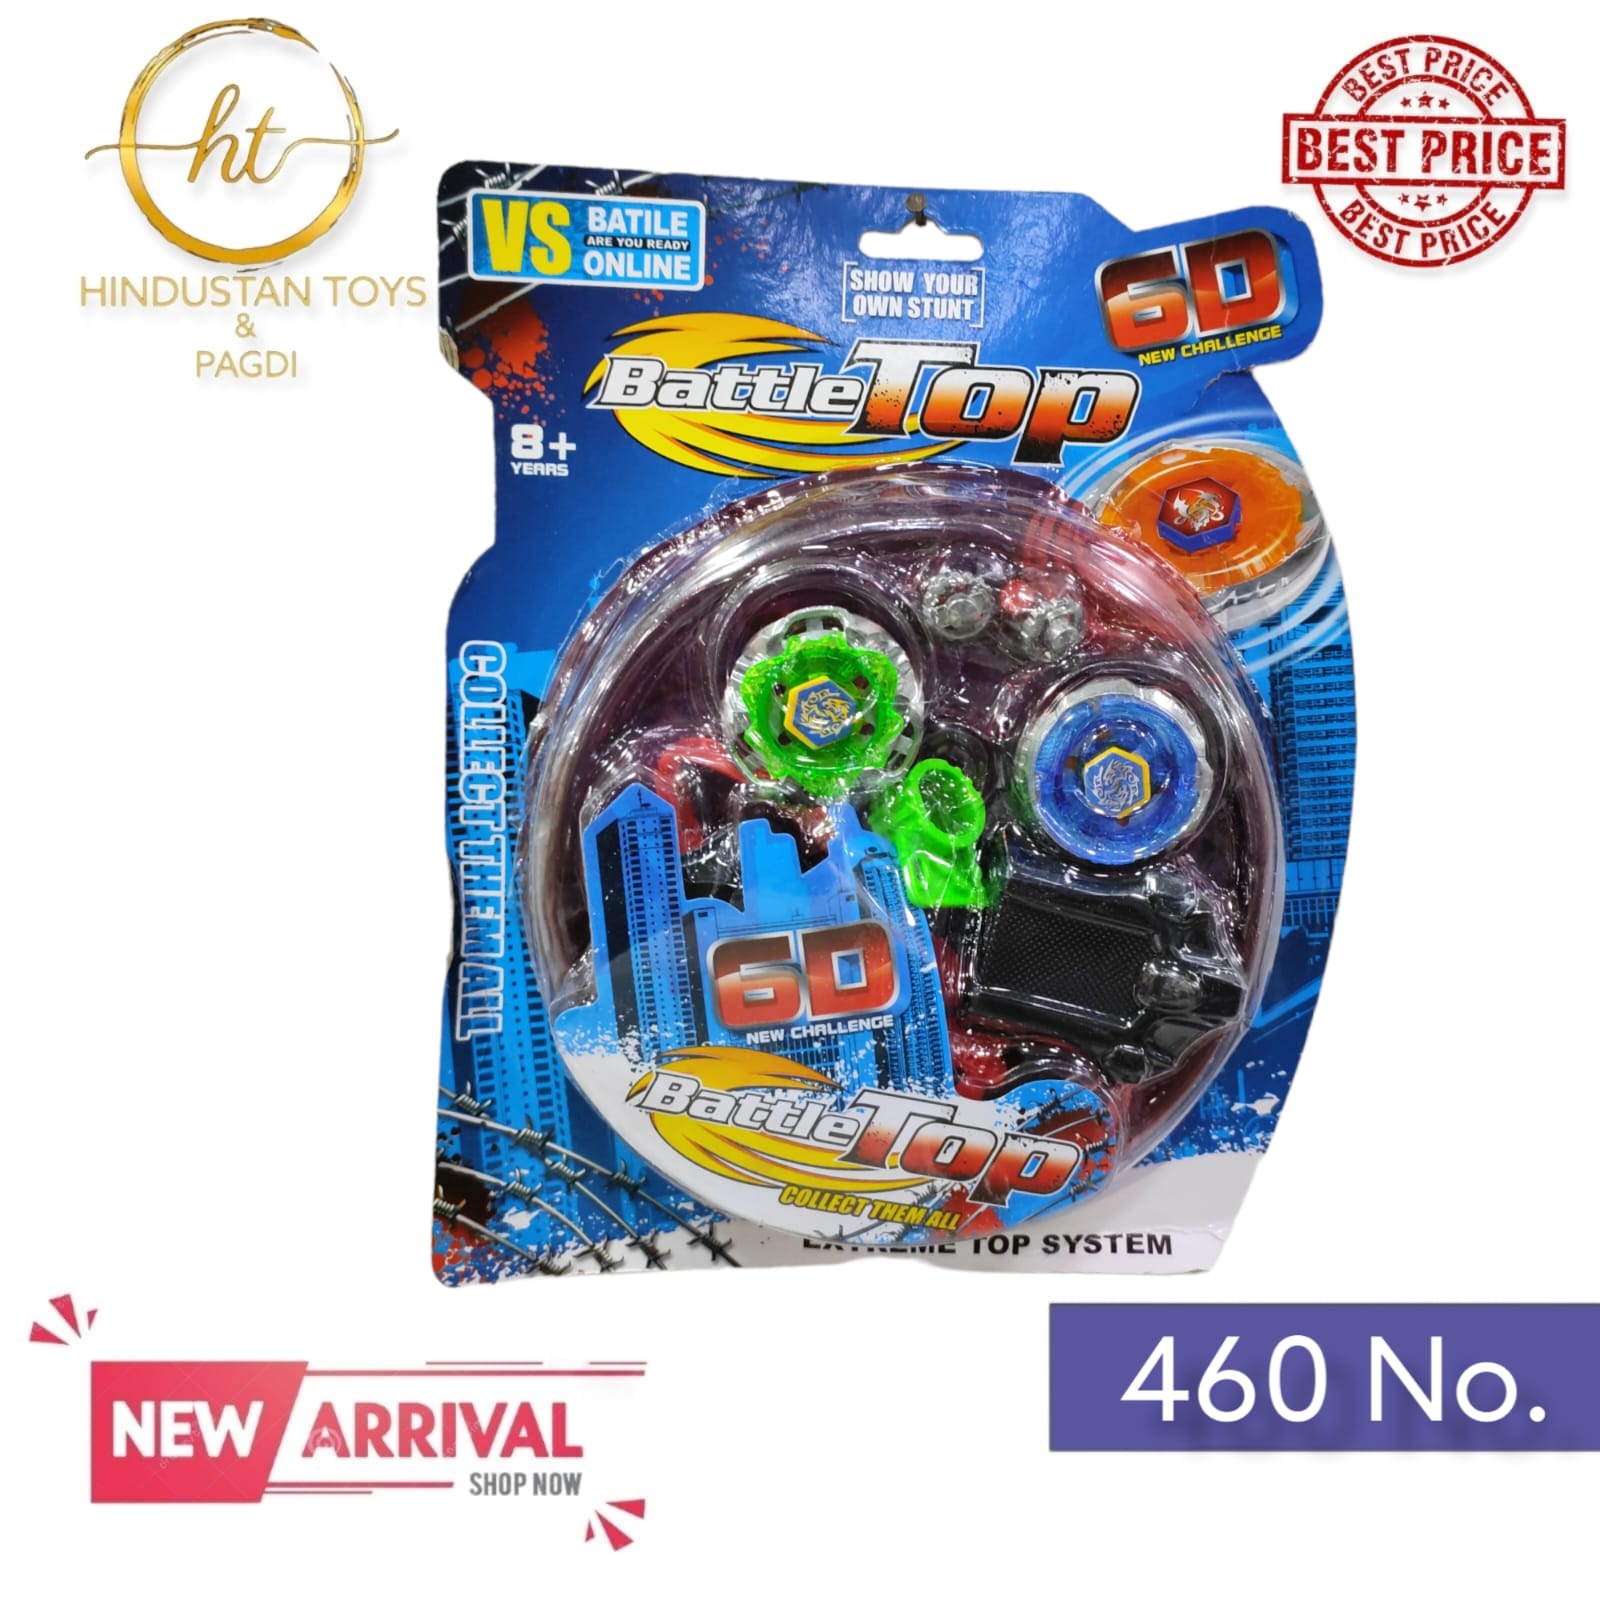 ht
HINDUSTAN TOYS
&
PAGDI
BEST PRICE
BEST PRICE
BEST PRICE
VS
BATILE
ARE YOU READY
ONLINE
SHOW YOUR
OWN STUNT
6D
NEW CHALLENGE
Battle Top
8+
YEARS
COLLECT THEM ALL
6D
NEW CHALLENGE
Battle Top
COLLECT THEM ALL
EXTREME TOP SYSTEM
NEW ARRIVAL
SHOP NOW
460 No.